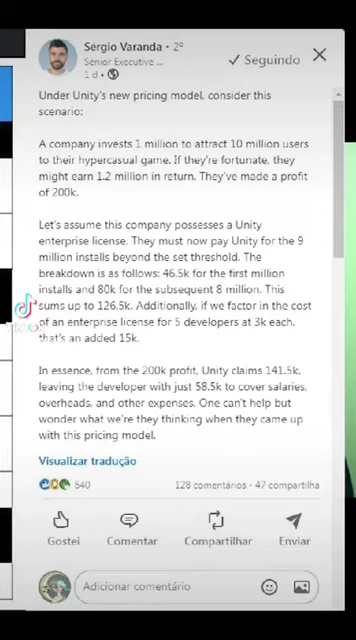 Sérgio Varanda • 2º
Senior Executive ...
1 d •
✓ Seguindo
Under Unity's new pricing model, consider this
scenario:
A company invests 1 million to attract 10 million users
to their hypercasual game. If they're fortunate, they
might earn 1.2 million in return. They've made a profit
of 200k.
Let's assume this company possesses a Unity
enterprise license. They must now pay Unity for the 9
million installs beyond the set threshold. The
breakdown is as follows: 46.5k for the first million
installs and 80k for the subsequent 8 million. This
sums up to 126.5k. Additionally, if we factor in the cost
of an enterprise license for 5 developers at 3k each,
that's an added 15k.
In essence, from the 200k profit, Unity claims 141.5k,
leaving the developer with just 58.5k to cover salaries,
overheads, and other expenses. One can't help but
wonder what we're they thinking when they came up
with this pricing model.
Visualizar tradução
640
128 comentários • 47 compartilha
Gostei
Comentar
Compartilhar
Enviar
Adicionar comentário